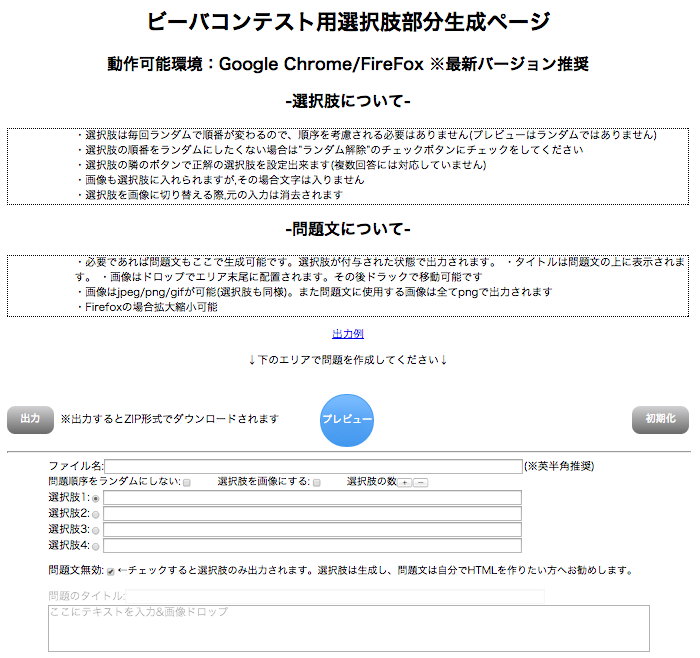 ビーバコンテスト用選択肢部分生成ページ
動作可能環境：Google Chrome/FireFox ※最新バージョン推奨
-選択肢について-
・選択肢は毎回ランダムで順番が変わるので、順序を考慮される必要はありません(プレビューはランダムではありません)
・選択肢の順番をランダムにしたくない場合は"ランダム解除"のチェックボタンにチェックをしてください
・選択肢の隣のボタンで正解の選択肢を設定出来ます(複数回答には対応していません)
・画像も選択肢に入れられますが,その場合文字は入りません
・選択肢を画像に切り替える際,元の入力は消去されます
-問題文について-
・必要であれば問題文もここで生成可能です。選択肢が付与された状態で出力されます。 ・タイトルは問題文の上に表示されま
す。 ・画像はドロップでエリア末尾に配置されます。その後ドラックで移動可能です
・画像はjpeg/png/gifが可能(選択肢も同様)。また問題文に使用する画像は全てpngで出力されます
・Firefoxの場合拡大縮小可能
出力例
↓下のエリアで問題を作成してください↓
出力 ※出力するとZIP形式でダウンロードされます プレビュー 初期化
ファイル名: (※英半角推奨)
問題順序をランダムにしない: 選択肢を画像にする: 選択肢の数 + −
選択肢1:
選択肢2:
選択肢3:
選択肢4:
問題文無効: ←チェックすると選択肢のみ出力されます。選択肢は生成し、問題文は自分でHTMLを作りたい方へお勧めします。
問題のタイトル:
ここにテキストを入力&画像ドロップ